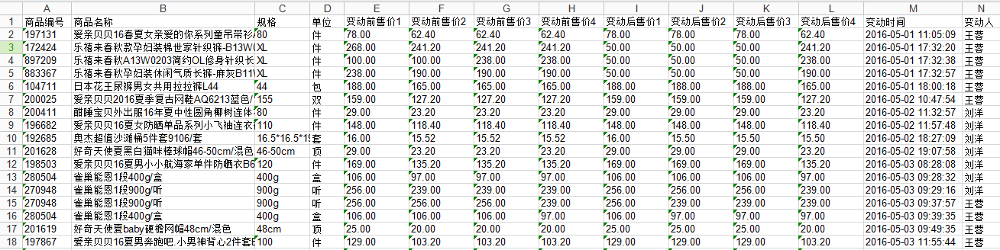 A B C D E F G H I J K L M N
1 商品编号 商品名称 规格 单位 变动前售价1 变动前售价2 变动前售价3 变动前售价4 变动后售价1 变动后售价2 变动后售价3 变动后售价4 变动时间 变动人
2 197131 爱亲贝贝16春夏女亲爱的你系列童吊带衫 80 件 78.00 62.40 62.40 62.40 78.00 78.00 78.00 62.40 2016-05-01 11:05:09 王蓉
3 172424 乐禧来春秋款孕妇装棉世家针织裤-B13W0 XL 件 268.00 241.20 241.20 241.20 50.00 50.00 50.00 241.20 2016-05-01 17:32:20 王蓉
4 897209 乐禧来春秋A13W0203简约OL修身针织长 XL 件 100.00 100.00 238.00 238.00 50.00 50.00 50.00 238.00 2016-05-01 17:32:38 王蓉
5 883367 乐禧来春秋孕妇装休闲气质长裤-麻灰B11 XL 件 238.00 190.00 190.00 190.00 50.00 50.00 50.00 190.00 2016-05-01 17:32:57 王蓉
6 104711 日本花王尿裤男女共用拉拉裤L44 44 包 188.00 165.00 165.00 165.00 188.00 188.00 188.00 165.00 2016-05-01 18:00:18 王蓉
7 200025 爱亲贝贝2016夏季复古网鞋AQ6213蓝色/ 155 双 159.00 127.20 127.20 127.20 159.00 159.00 159.00 127.20 2016-05-02 10:47:54 王蓉
8 200411 酣睡宝贝外出服16年夏中性圆角椰树连体 80 件 29.00 23.20 23.20 23.20 29.00 29.00 29.00 23.20 2016-05-02 11:32:57 刘洋
9 196682 爱亲贝贝16夏女防晒单品系列小飞袖连衣 110 件 148.00 118.40 118.40 118.40 148.00 148.00 148.00 118.40 2016-05-02 11:57:48 刘洋
10 192685 奥杰超值沙滩桶5件套9106/套 16.5*16.5*19 套 16.00 15.52 15.52 15.52 16.00 15.50 15.50 15.50 2016-05-02 18:27:09 刘洋
11 201628 好奇天使夏黑白猫咪棒球帽46-50cm/混色 46-50cm 顶 29.00 23.20 23.20 23.20 29.00 29.00 29.00 23.20 2016-05-02 19:07:58 刘洋
12 198503 爱亲贝贝16夏男小小航海家单件防晒衣B6 120 件 169.00 135.20 135.20 135.20 169.00 169.00 169.00 135.20 2016-05-03 08:28:08 刘洋
13 280504 雀巢能恩1段400g/盒 400g 盒 106.00 97.00 97.00 97.00 106.00 106.00 106.00 97.00 2016-05-03 09:28:32 刘洋
14 270948 雀巢能恩1段900g/听 900g 听 256.00 239.00 239.00 239.00 256.00 256.00 256.00 239.00 2016-05-03 09:29:16 刘洋
15 270948 雀巢能恩1段900g/听 900g 听 256.00 256.00 256.00 239.00 256.00 239.00 239.00 239.00 2016-05-03 09:37:57 王蓉
16 280504 雀巢能恩1段400g/盒 400g 盒 106.00 106.00 106.00 97.00 106.00 97.00 97.00 97.00 2016-05-03 09:39:35 王蓉
17 201619 好奇天使夏baby硬檐网帽48cm/混色 48cm 顶 25.00 20.00 20.00 20.00 25.00 25.00 25.00 20.00 2016-05-03 09:49:35 王蓉
18 197867 爱亲贝贝16夏男奔跑吧.小男神背心2件套 100 件 129.00 103.20 103.20 103.20 129.00 129.00 129.00 103.20 2016-05-03 11:55:44 王蓉